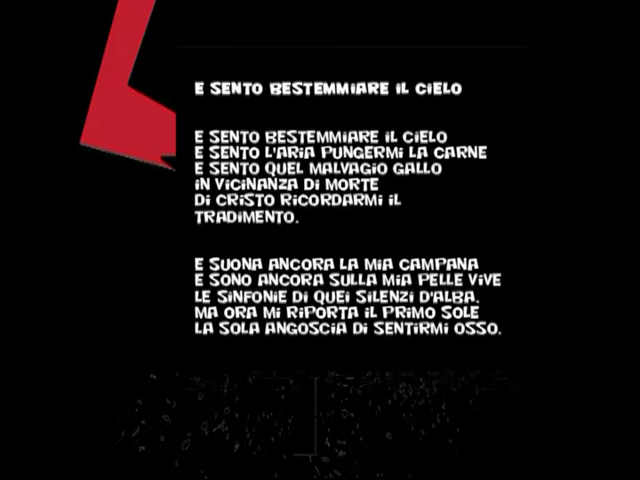 E SENTO BESTEMMIARE IL CIELO
E SENTO BESTEMMIARE IL CIELO
E SENTO L'ARIA PUNGERMI LA CARNE
E SENTO QUEL MALVAGIO GALLO
IN VICINANZA DI MORTE
DI CRISTO RICORDARMI IL
TRADIMENTO.
E SUONA ANCORA LA MIA CAMPANA
E SONO ANCORA SULLA MIA PELLE VIVE
LE SINFONIE DI QUEI SILENZI D'ALBA.
MA ORA MI RIPORTA IL PRIMO SOLE
LA SOLA ANGOSCIA DI SENTIRMI OSSO.